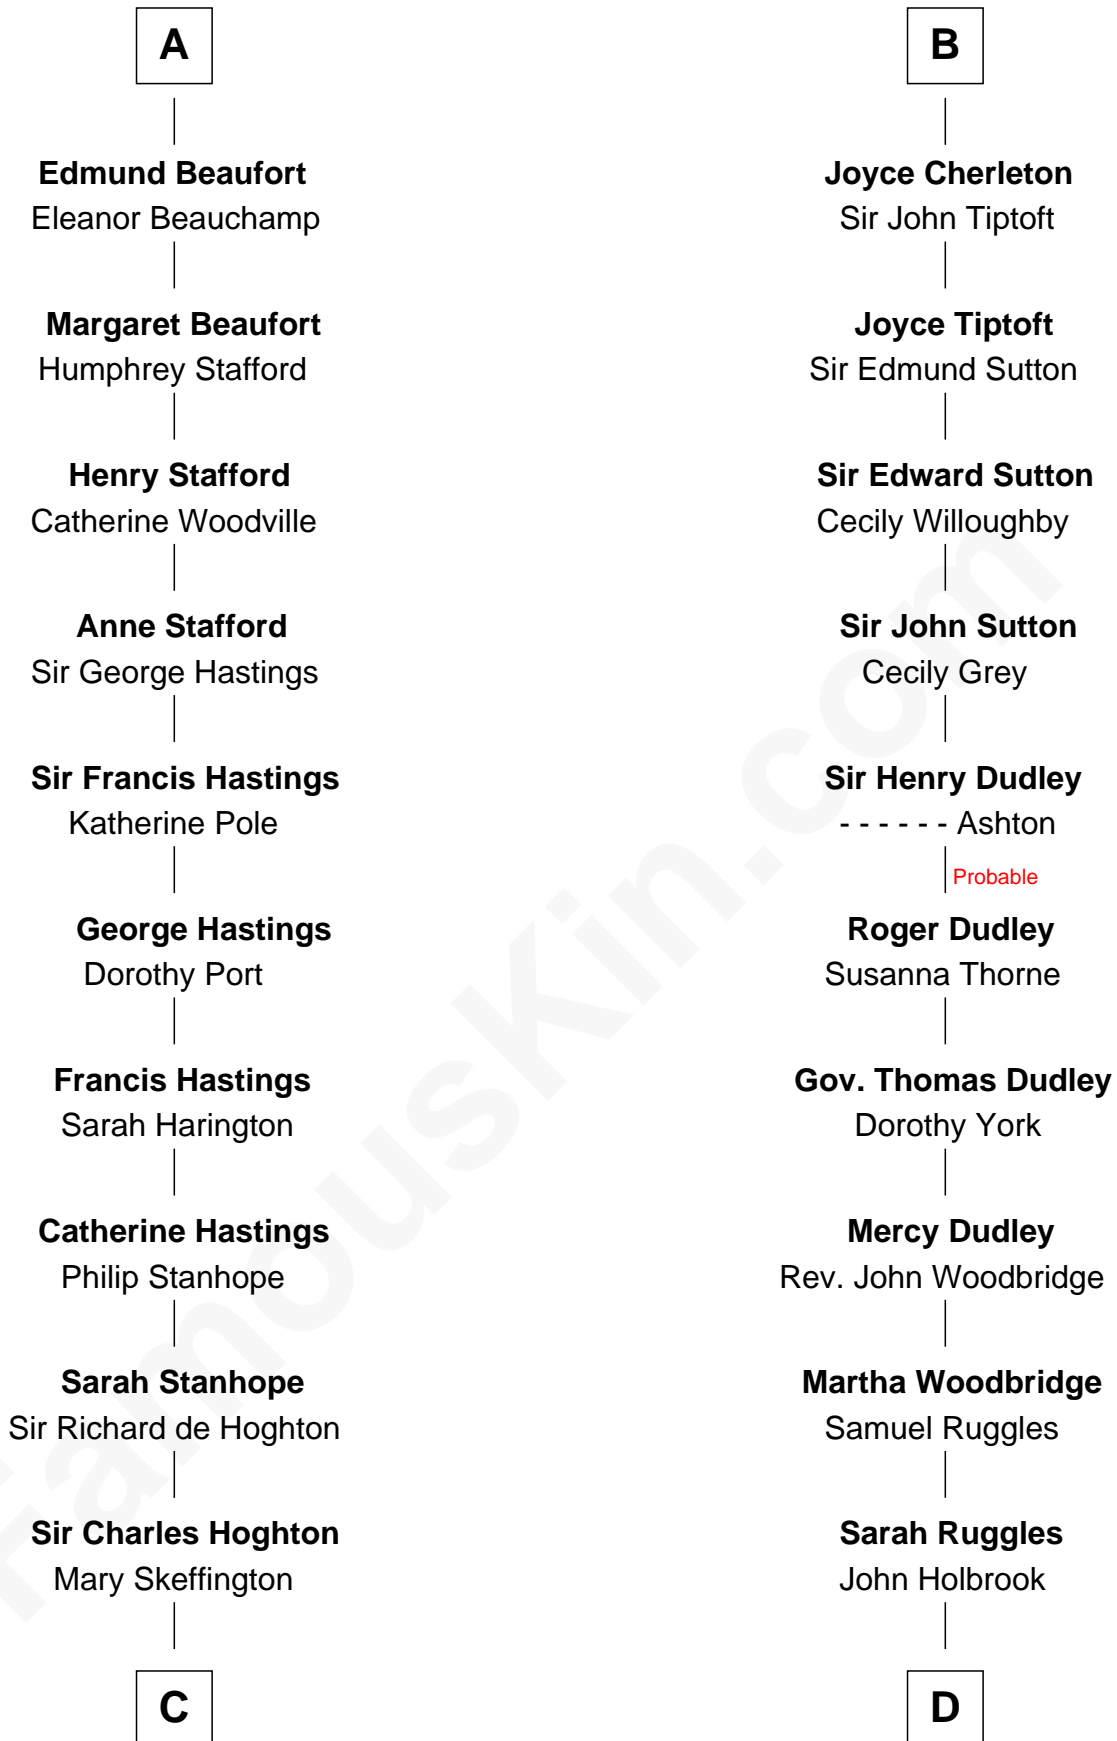 A
Edmund Beaufort
Eleanor Beauchamp
Margaret Beaufort
Humphrey Stafford
Henry Stafford
Catherine Woodville
Anne Stafford
Sir George Hastings
Sir Francis Hastings
Katherine Pole
George Hastings
Dorothy Port
Francis Hastings
Sarah Harington
Catherine Hastings
Philip Stanhope
Sarah Stanhope
Sir Richard de Hoghton
Sir Charles Hoghton
Mary Skeffington
C
B
Joyce Cherleton
Sir John Tiptoft
Joyce Tiptoft
Sir Edmund Sutton
Sir Edward Sutton
Cecily Willoughby
Sir John Sutton
Cecily Grey
Sir Henry Dudley
- - - - - - Ashton
Probable
Roger Dudley
Susanna Thorne
Gov. Thomas Dudley
Dorothy York
Mercy Dudley
Rev. John Woodbridge
Martha Woodbridge
Samuel Ruggles
Sarah Ruggles
John Holbrook
D
FamousKin.com